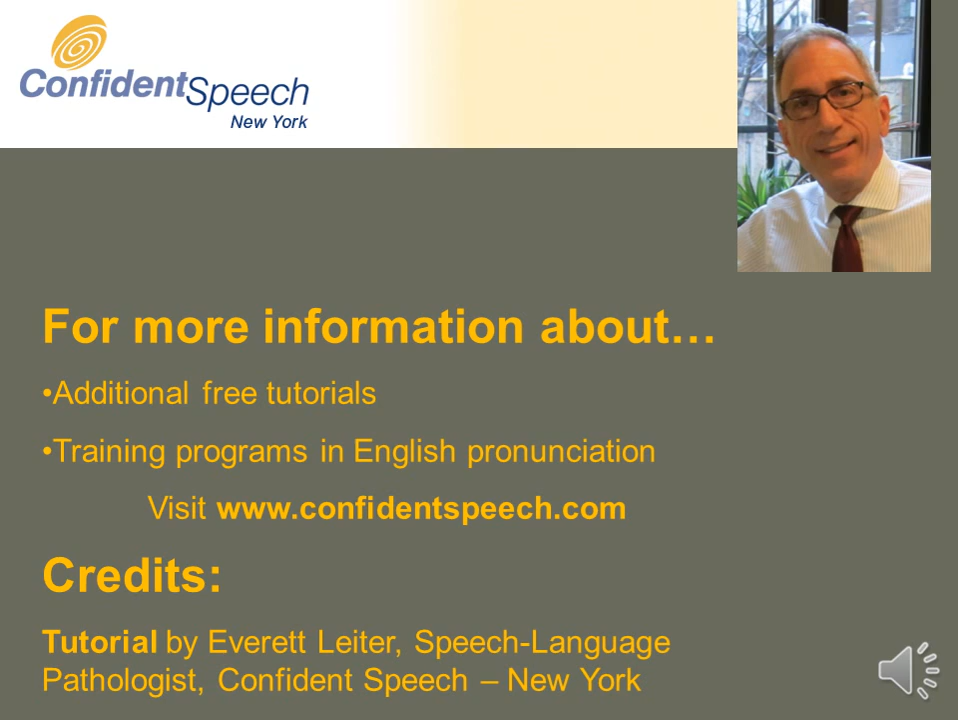 ConfidentSpeech
New York
For more information about…
•Additional free tutorials
•Training programs in English pronunciation
Visit www.confidentspeech.com
Credits:
Tutorial by Everett Leiter, Speech-Language
Pathologist, Confident Speech – New York